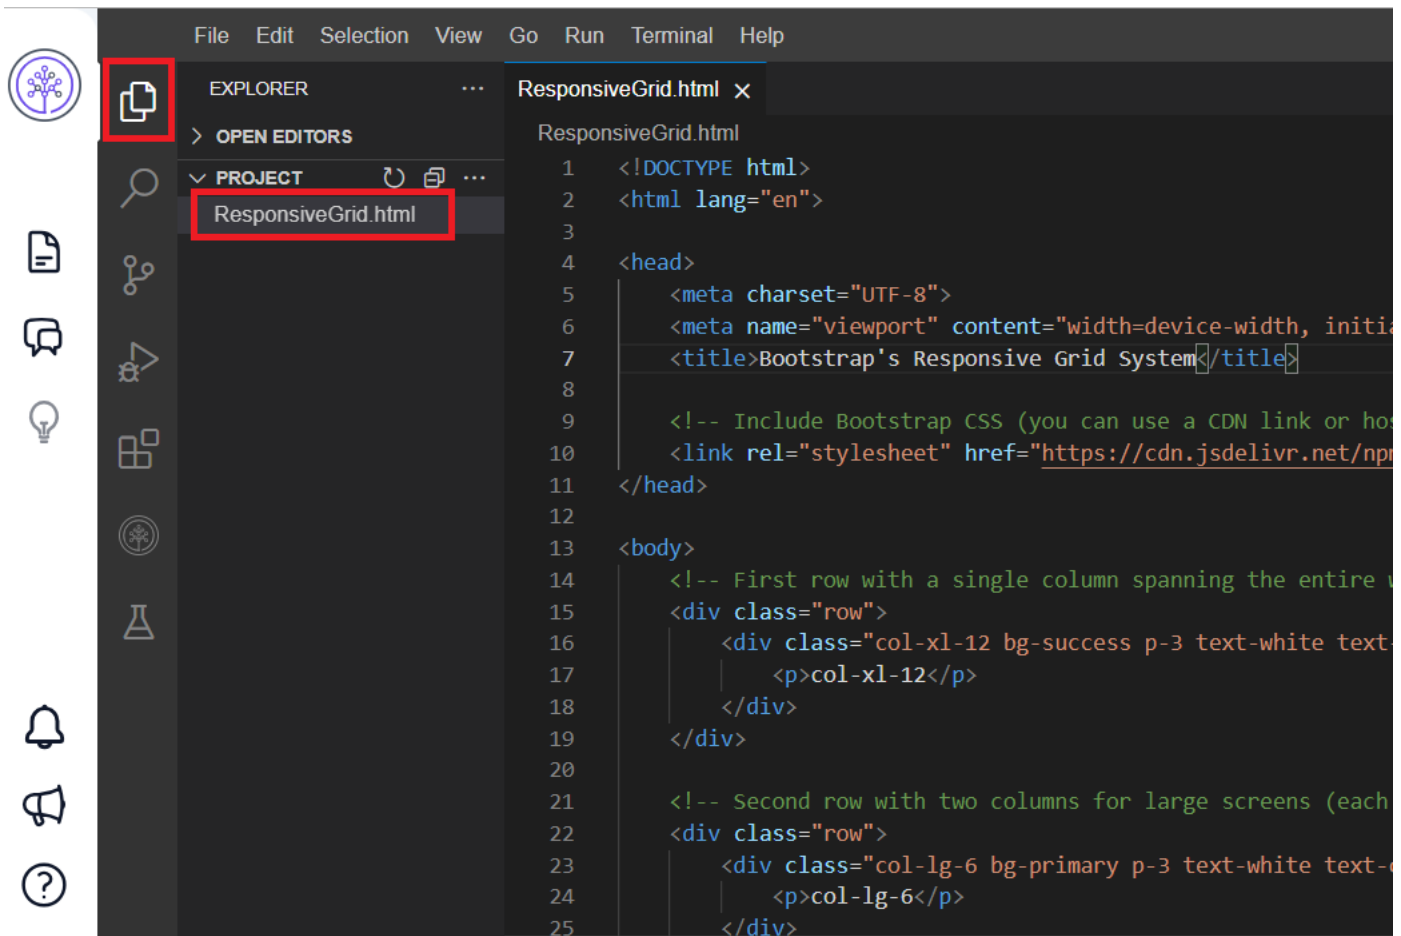 File Edit Selection View Go Run Terminal Help
EXPLORER
OPEN EDITORS
PROJECT
ResponsiveGrid.html
ResponsiveGrid.html
ResponsiveGrid.html
1 <!DOCTYPE html>
2 <html lang="en">
3
4 <head>
5 <meta charset="UTF-8">
6 <meta name="viewport" content="width=device-width, initia
7 <title>Bootstrap's Responsive Grid System</title>
8
9 <!-- Include Bootstrap CSS (you can use a CDN link or hos
10 <link rel="stylesheet" href="https://cdn.jsdelivr.net/npm
11 </head>
12
13 <body>
14 <!-- First row with a single column spanning the entire
15 <div class="row">
16 <div class="col-xl-12 bg-success p-3 text-white text-
17 <p>col-xl-12</p>
18 </div>
19 </div>
20
21 <!-- Second row with two columns for large screens (each
22 <div class="row">
23 <div class="col-lg-6 bg-primary p-3 text-white text-c
24 <p>col-lg-6</p>
25 </div>